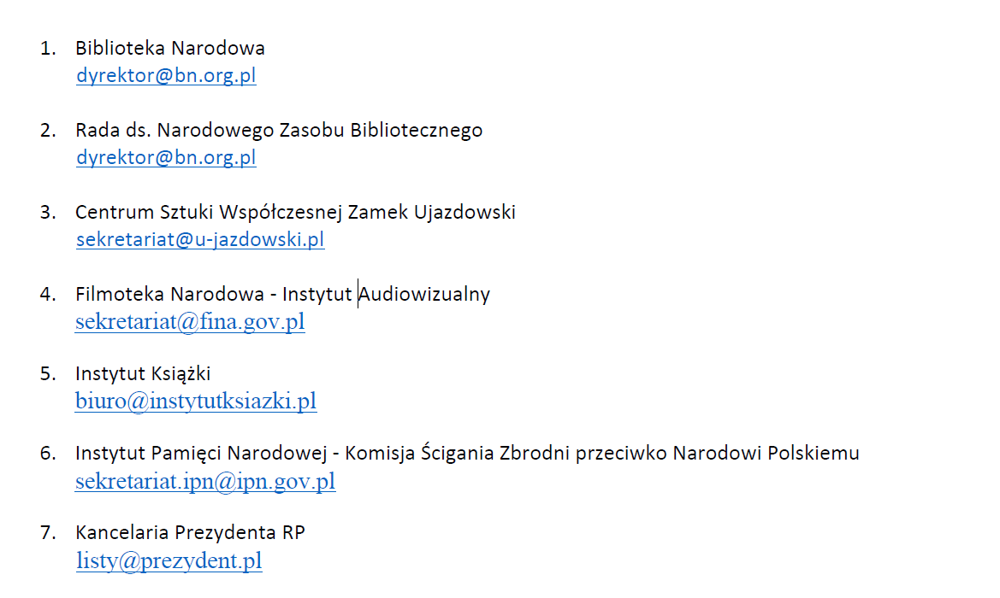 1. Biblioteka Narodowa
dyrektor@bn.org.pl
2. Rada ds. Narodowego Zasobu Bibliotecznego
dyrektor@bn.org.pl
3. Centrum Sztuki Współczesnej Zamek Ujazdowski
sekretariat@u-jazdowski.pl
4. Filmoteka Narodowa - Instytut Audiowizualny
sekretariat@fina.gov.pl
5. Instytut Książki
biuro@instytutksiazki.pl
6. Instytut Pamięci Narodowej - Komisja Ścigania Zbrodni przeciwko Narodowi Polskiemu
sekretariat.ipn@ipn.gov.pl
7. Kancelaria Prezydenta RP
listy@prezydent.pl